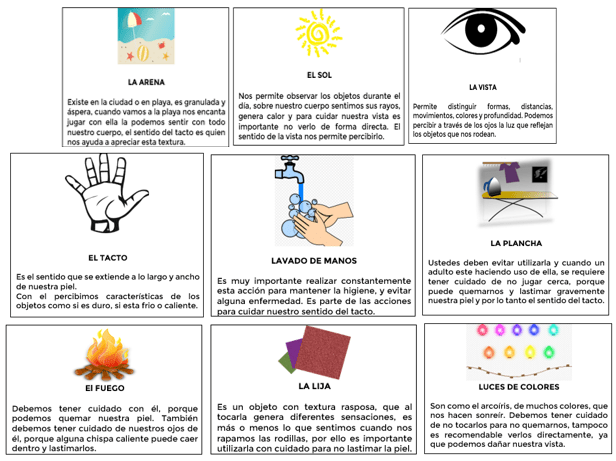 LA ARENA
Existe en la ciudad o en playa, es granulada y
áspera, cuando vamos a la playa nos encanta
jugar con ella la podemos sentir con todo
nuestro cuerpo, el sentido del tacto es quien
nos ayuda a apreciar esta textura.
EL SOL
Nos permite observar los objetos durante el
día, sobre nuestro cuerpo sentimos sus rayos,
genera calor y para cuidar nuestra vista es
importante no verlo de forma directa. El
sentido de la vista nos permite percibirlo.
LA VISTA
Permite distinguir formas, distancias,
movimientos, colores y profundidad. Podemos
percibir a través de los ojos la luz que reflejan
los objetos que nos rodean.
EL TACTO
Es el sentido que se extiende a lo largo y ancho
de nuestra piel.
Con el percibimos características de los
objetos como si es duro, si esta frio o caliente.
LAVADO DE MANOS
Es muy importante realizar constantemente
esta acción para mantener la higiene, y evitar
alguna enfermedad. Es parte de las acciones
para cuidar nuestro sentido del tacto.
LA PLANCHA
Ustedes deben evitar utilizarla y cuando un
adulto este haciendo uso de ella, se requiere
tener cuidado de no jugar cerca, porque
puede quemarnos y lastimar gravemente
nuestra piel y por lo tanto el sentido del tacto.
El FUEGO
Debemos tener cuidado con él, porque
podemos quemar nuestra piel. También
debemos tener cuidado de nuestros ojos de
él, porque alguna chispa caliente puede caer
dentro y lastimarlos.
LA LIJA
Es un objeto con textura rasposa, que al
tocarla genera diferentes sensaciones, es
más o menos lo que sentimos cuando nos
rapamos las rodillas, por ello es importante
utilizarla con cuidado para no lastimar la piel.
LUCES DE COLORES
Son como el arcoíris, de muchos colores, que
nos hacen sonreír. Debemos tener cuidado
de no tocarlos para no quemarnos, tampoco
es recomendable verlos directamente, ya
que podemos dañar nuestra vista.